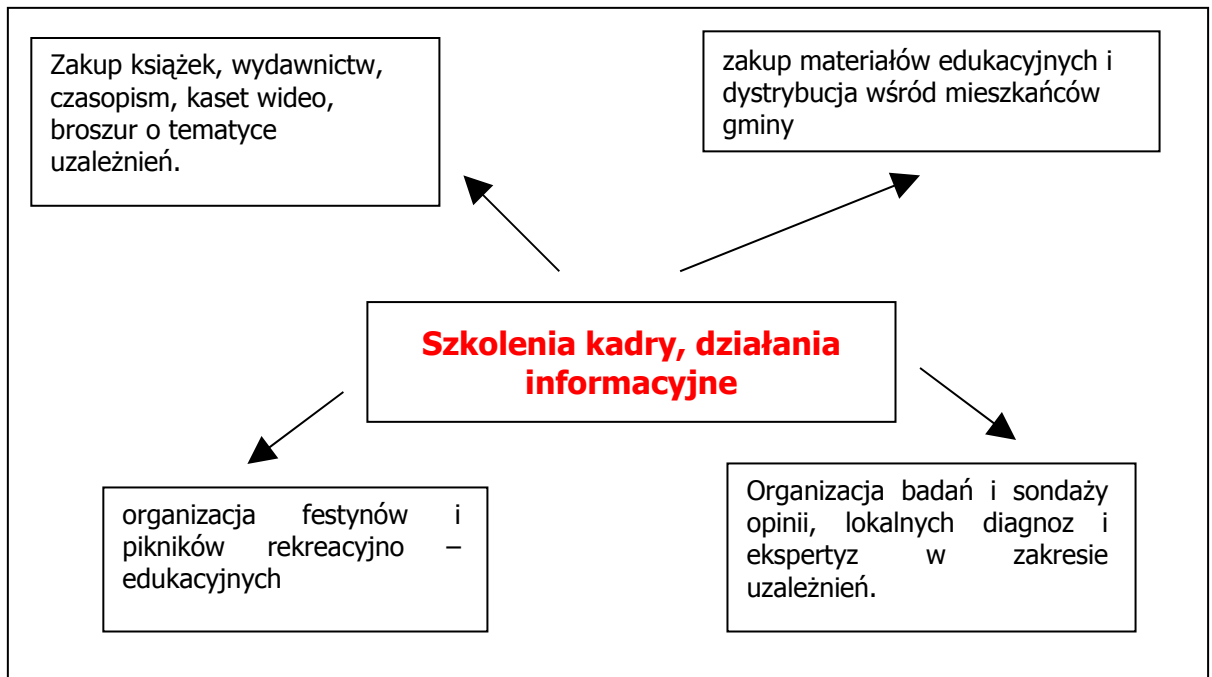 Zakup książek, wydawnictw,
czasopism, kaset wideo,
broszur o tematyce
uzależnień.
zakup materiałów edukacyjnych i
dystrybucja wśród mieszkańców
gminy
Szkolenia kadry, działania
informacyjne
organizacja festynów i
pikników rekreacyjno –
edukacyjnych
Organizacja badań i sondaży
opinii, lokalnych diagnoz i
ekspertyz w zakresie
uzależnień.